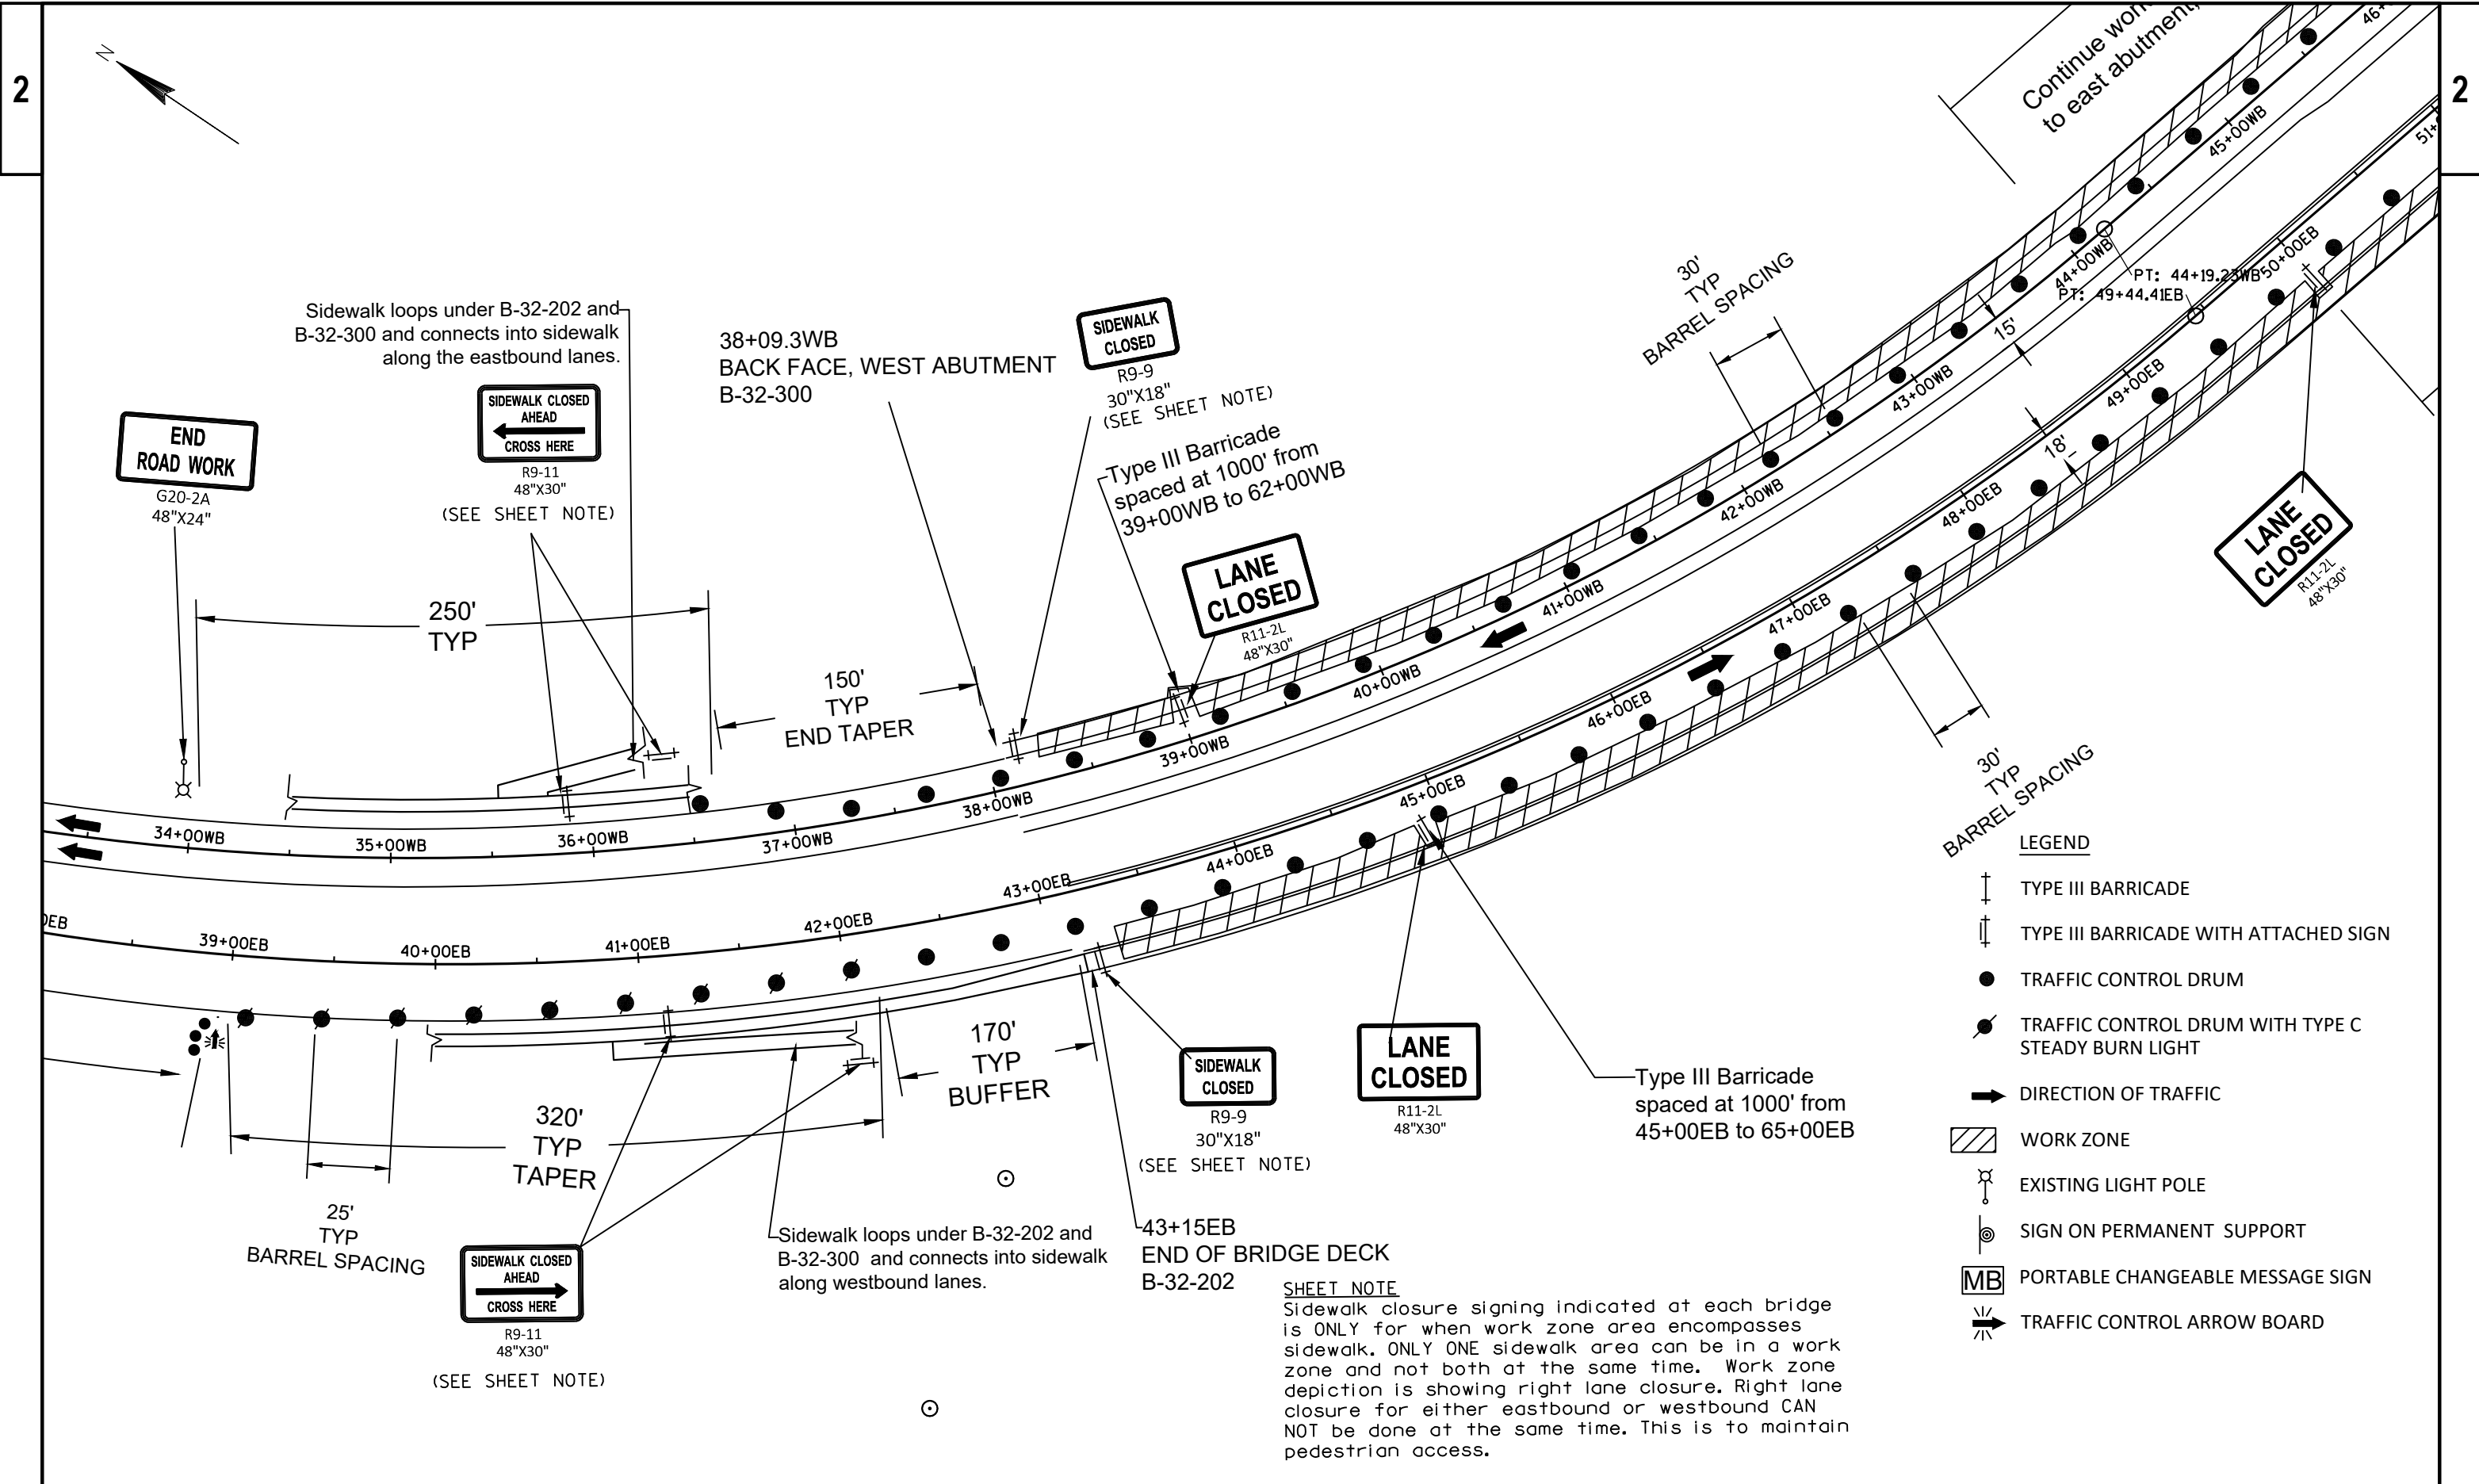 2
2
N
Continue wor
to east abutment,
46+
45+00WB
51+
50+00EB
44+00WB
PT: 44+19.23WB
PT: 49+44.41EB
30'
TYP
BARREL SPACING
15'
43+00WB
49+00EB
18'
42+00WB
48+00EB
41+00WB
47+00EB
40+00WB
46+00EB
39+00WB
45+00EB
38+00WB
44+00EB
37+00WB
43+00EB
36+00WB
42+00EB
35+00WB
41+00EB
34+00WB
40+00EB
39+00EB
0EB
Sidewalk loops under B-32-202 and
B-32-300 and connects into sidewalk
along the eastbound lanes.
SIDEWALK CLOSED
AHEAD
CROSS HERE
R9-11
48"X30"
(SEE SHEET NOTE)
END
ROAD WORK
G20-2A
48"X24"
250'
TYP
38+09.3WB
BACK FACE, WEST ABUTMENT
B-32-300
SIDEWALK
CLOSED
R9-9
30"X18"
(SEE SHEET NOTE)
Type III Barricade
spaced at 1000' from
39+00WB to 62+00WB
LANE
CLOSED
R11-2L
48"X30"
150'
TYP
END TAPER
LANE
CLOSED
R11-2L
48"X30"
30'
TYP
BARREL SPACING
320'
TYP
TAPER
170'
TYP
BUFFER
25'
TYP
BARREL SPACING
SIDEWALK CLOSED
AHEAD
CROSS HERE
R9-11
48"X30"
(SEE SHEET NOTE)
Sidewalk loops under B-32-202 and
B-32-300 and connects into sidewalk
along westbound lanes.
43+15EB
END OF BRIDGE DECK
B-32-202
SIDEWALK
CLOSED
R9-9
30"X18"
(SEE SHEET NOTE)
LANE
CLOSED
R11-2L
48"X30"
Type III Barricade
spaced at 1000' from
45+00EB to 65+00EB
SHEET NOTE
Sidewalk closure signing indicated at each bridge
is ONLY for when work zone area encompasses
sidewalk. ONLY ONE sidewalk area can be in a work
zone and not both at the same time. Work zone
depiction is showing right lane closure. Right lane
closure for either eastbound or westbound CAN
NOT be done at the same time. This is to maintain
pedestrian access.
LEGEND
TYPE III BARRICADE
TYPE III BARRICADE WITH ATTACHED SIGN
TRAFFIC CONTROL DRUM
TRAFFIC CONTROL DRUM WITH TYPE C
STEADY BURN LIGHT
DIRECTION OF TRAFFIC
WORK ZONE
EXISTING LIGHT POLE
SIGN ON PERMANENT SUPPORT
MB PORTABLE CHANGEABLE MESSAGE SIGN
TRAFFIC CONTROL ARROW BOARD